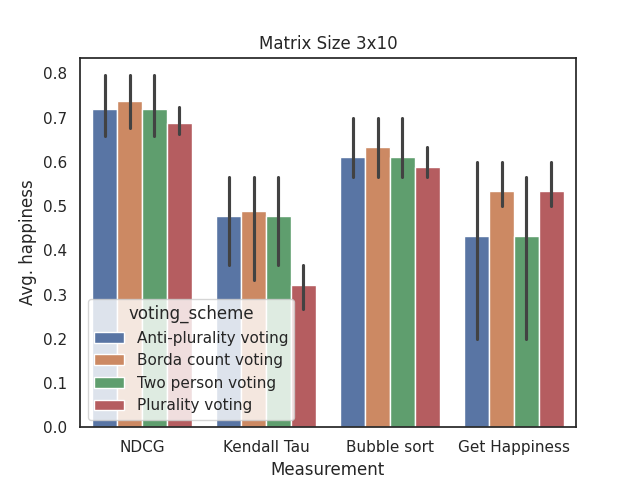 Matrix Size 3x10
Avg. happiness
0.8
0.7
0.6
0.5
0.4
0.3
0.2
0.1
0.0
voting_scheme
Anti-plurality voting
Borda count voting
Two person voting
Plurality voting
NDCG Kendall Tau Bubble sort Get Happiness
Measurement